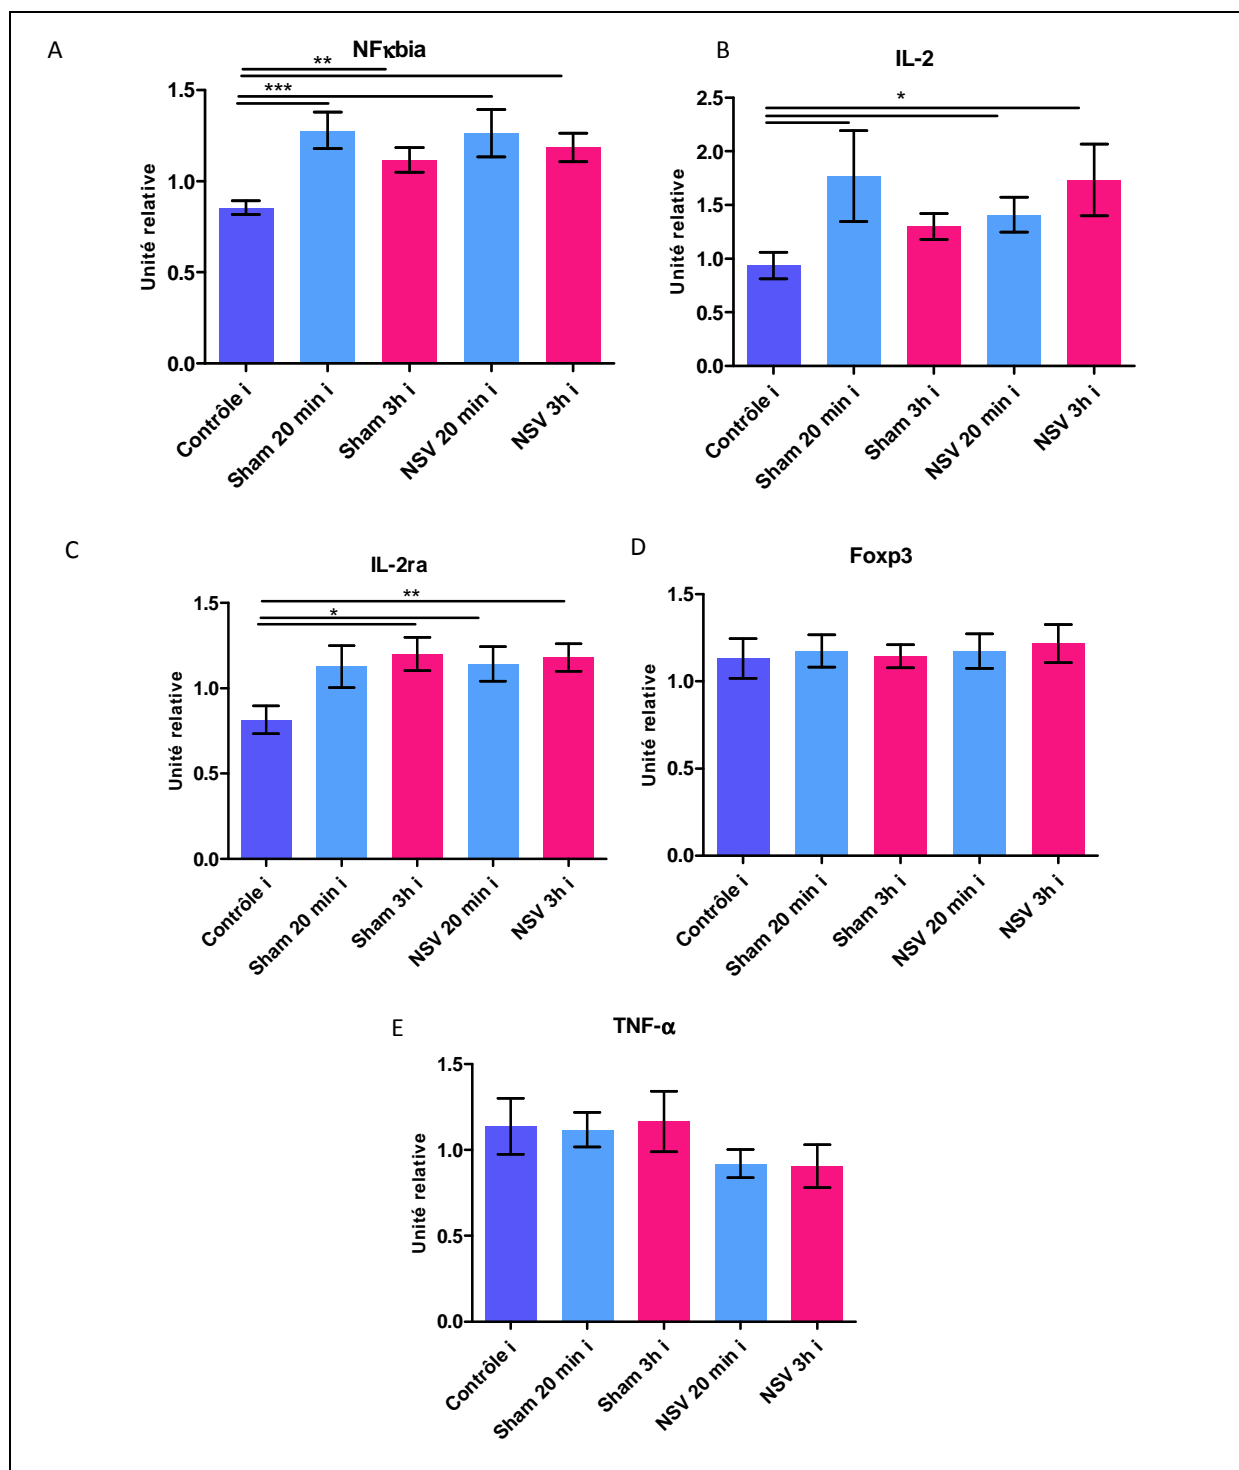 A
NFκbia
**
***
Unité relative
1.5
1.0
0.5
0.0
Contrôle i
Sham 20 min i
Sham 3h i
NSV 20 min i
NSV 3h i
B
IL-2
*
Unité relative
2.5
2.0
1.5
1.0
0.5
0.0
Contrôle i
Sham 20 min i
Sham 3h i
NSV 20 min i
NSV 3h i
C
IL-2ra
**
*
Unité relative
1.5
1.0
0.5
0.0
Contrôle i
Sham 20 min i
Sham 3h i
NSV 20 min i
NSV 3h i
D
Foxp3
Unité relative
1.5
1.0
0.5
0.0
Contrôle i
Sham 20 min i
Sham 3h i
NSV 20 min i
NSV 3h i
E
TNF-α
Unité relative
1.5
1.0
0.5
0.0
Contrôle i
Sham 20 min i
Sham 3h i
NSV 20 min i
NSV 3h i